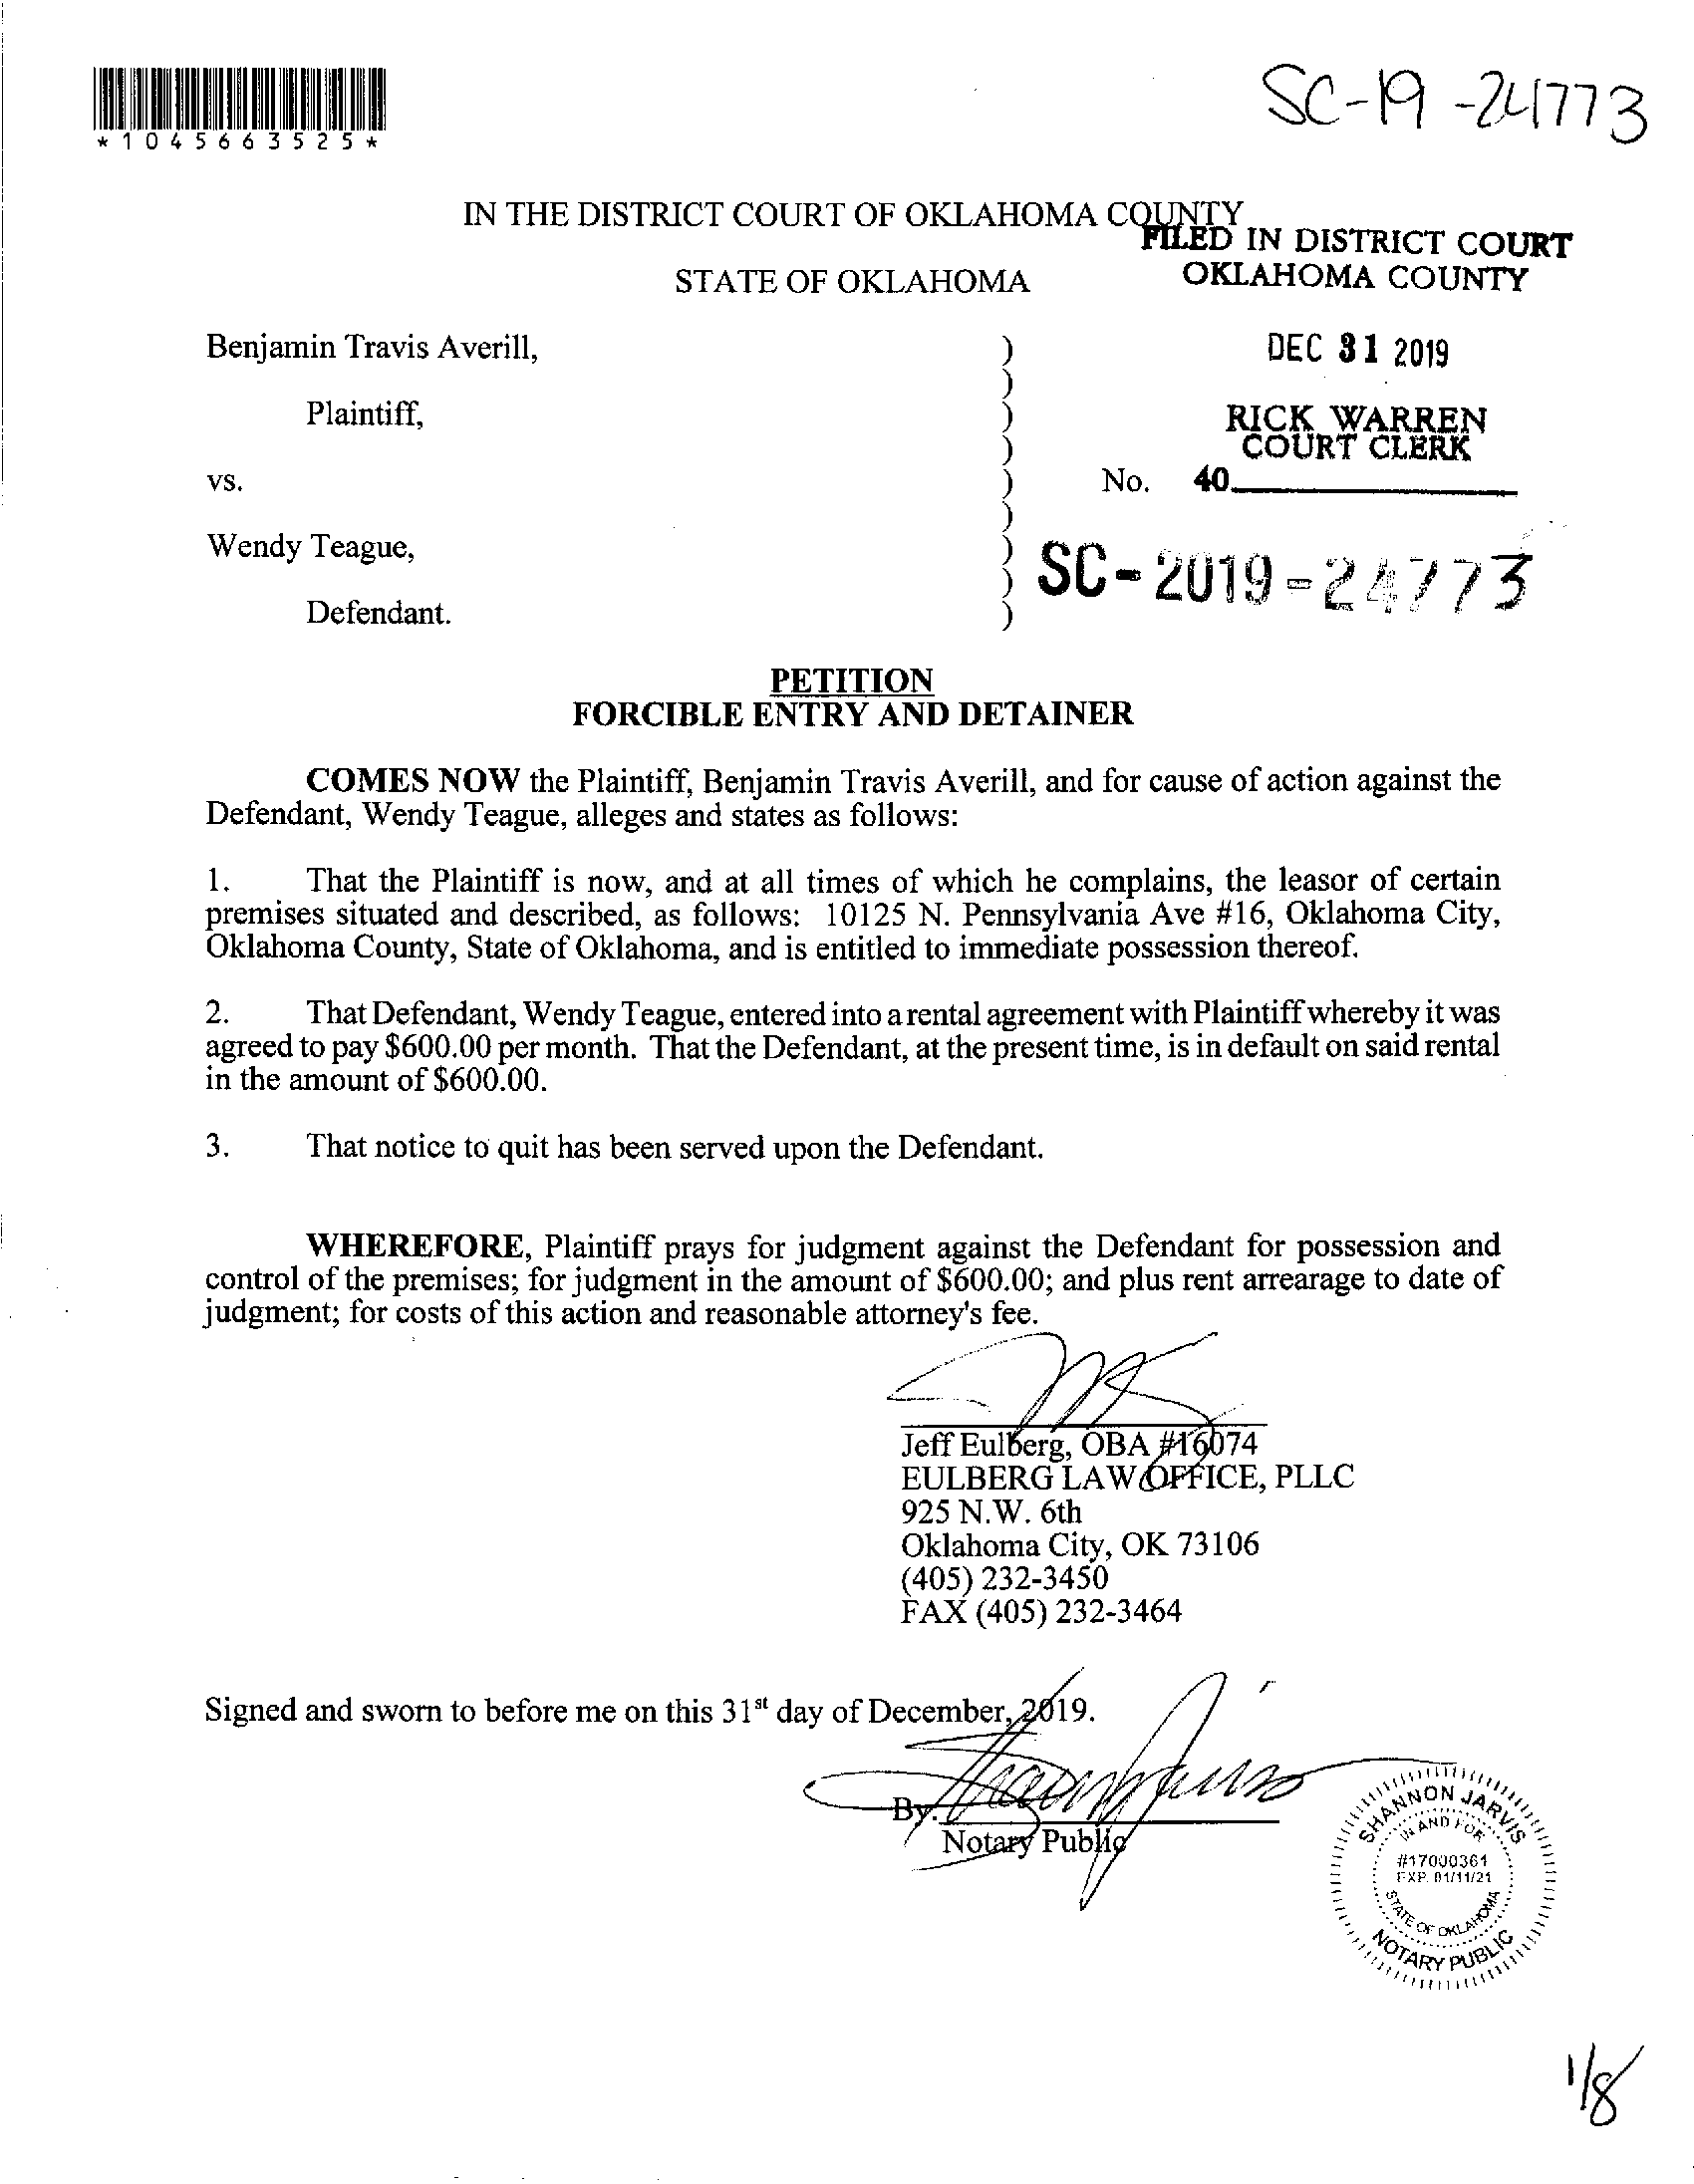 SC-19-24773
*1045663525*
IN THE DISTRICT COURT OF OKLAHOMA COUNTY
FILED IN DISTRICT COURT
OKLAHOMA COUNTY
STATE OF OKLAHOMA
Benjamin Travis Averill,
DEC 31 2019
Plaintiff,
RICK WARREN
COURT CLERK
vs.
No. 40
Wendy Teague,
SC-2019-24773
Defendant.
PETITION
FORCIBLE ENTRY AND DETAINER
COMES NOW the Plaintiff, Benjamin Travis Averill, and for cause of action against the
Defendant, Wendy Teague, alleges and states as follows:
1. That the Plaintiff is now, and at all times of which he complains, the leasor of certain
premises situated and described, as follows: 10125 N. Pennsylvania Ave #16, Oklahoma City,
Oklahoma County, State of Oklahoma, and is entitled to immediate possession thereof.
2. That Defendant, Wendy Teague, entered into a rental agreement with Plaintiff whereby it was
agreed to pay $600.00 per month. That the Defendant, at the present time, is in default on said rental
in the amount of $600.00.
3. That notice to quit has been served upon the Defendant.
WHEREFORE, Plaintiff prays for judgment against the Defendant for possession and
control of the premises; for judgment in the amount of $600.00; and plus rent arrearage to date of
judgment; for costs of this action and reasonable attorney's fee.
Jeff Eulberg, OBA #16074
EULBERG LAW OFFICE, PLLC
925 N.W. 6th
Oklahoma City, OK 73106
(405) 232-3450
FAX (405) 232-3464
Signed and sworn to before me on this 31st day of December, 2019.
By:
Notary Public
SHANNON JARVIS
IN AND FOR
#17000361
EXP. 01/11/21
STATE OF OKLAHOMA
NOTARY PUBLIC
1/8